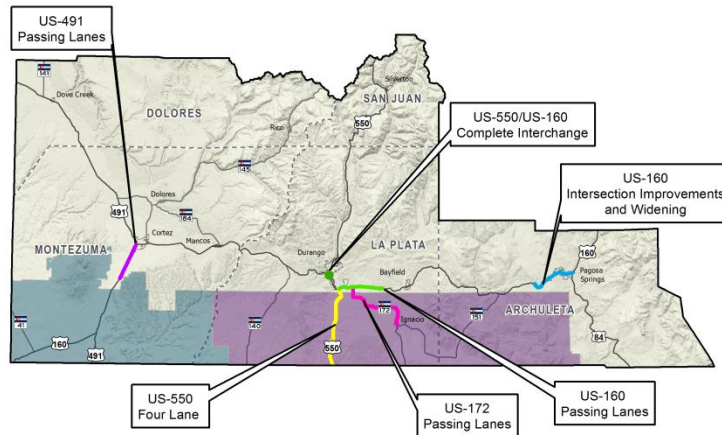 US-491
Passing Lanes
141
Dove Creek
DOLORES
Silverton
SAN JUAN
550
US-550/US-160
Complete Interchange
Rico
145
US-160
Intersection Improvements
and Widening
Dolores
184
491
Cortez
Mancos
MONTEZUMA
Durango
LA PLATA
Bayfield
160
Pagosa
Springs
ARCHULETA
172
Ignacio
151
140
41
160
491
550
84
US-550
Four Lane
US-172
Passing Lanes
US-160
Passing Lanes